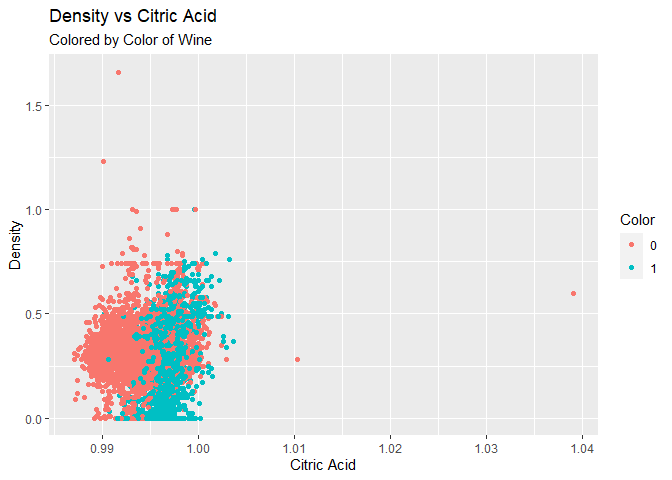 Density vs Citric Acid
Colored by Color of Wine
1.5
1.0
0.5
0.0
Density
0.99 1.00 1.01 1.02 1.03 1.04
Citric Acid
Color
0
1